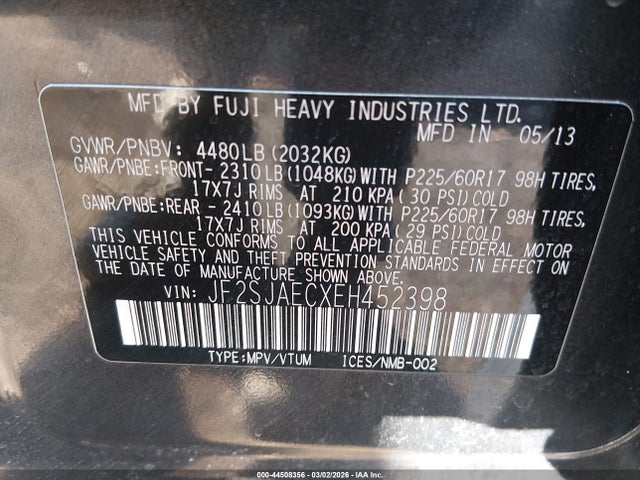 MFD BY FUJI HEAVY INDUSTRIES LTD.
MFD IN 05/13
GVWR/PNBV: 4480LB(2032KG)
GAWR/PNBE:FRONT- 2310LB(1048KG)WITH P225/60R17 98H TIRES,
17X7J RIMS AT 210 KPA(30 PSI)COLD
GAWR/PNBE:REAR - 2410LB(1093KG)WITH P225/60R17 98H TIRES,
17X7J RIMS AT 200 KPA(29 PSI)COLD
THIS VEHICLE CONFORMS TO ALL APPLICABLE FEDERAL MOTOR
VEHICLE SAFETY AND THEFT PREVENTION STANDARDS IN EFFECT ON
THE DATE OF MANUFACTURE SHOWN ABOVE.
VIN: JF2SJAECXEH452398
TYPE:MPV/VTUM ICES/NMB-002
000-44508356 - 03/02/2026 - IAA Inc.